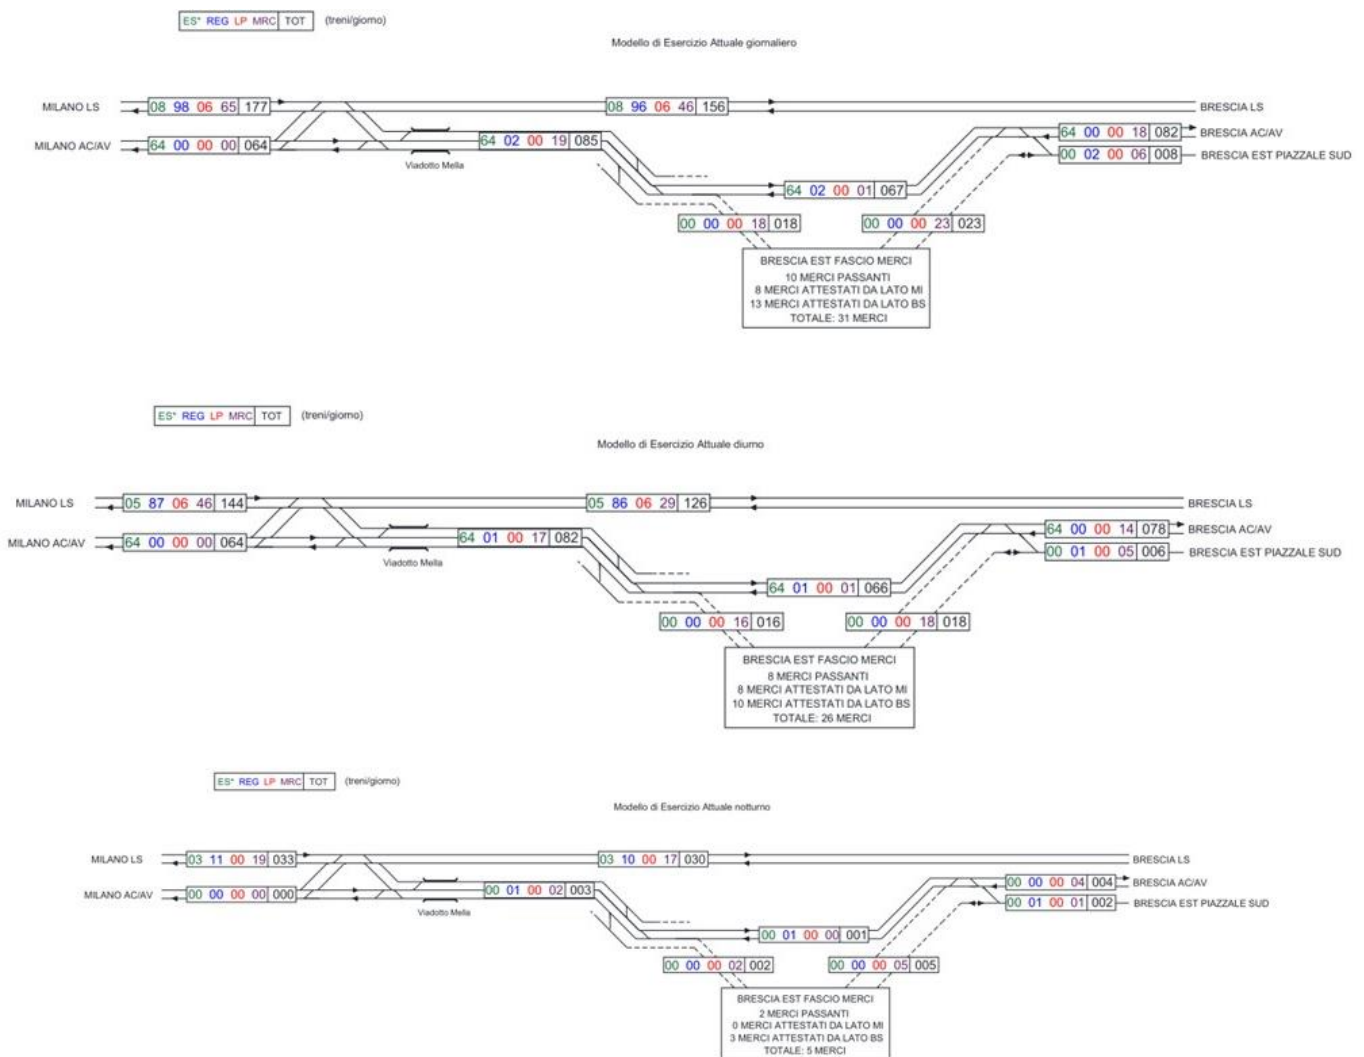 ES* REG LP MRC TOT (treni/giorno)
Modello di Esercizio Attuale giornaliero
MILANO LS 08 98 06 65 177 08 96 06 46 156 BRESCIA LS
MILANO AC/AV 64 00 00 00 064 64 02 00 19 085 64 00 00 18 082 BRESCIA AC/AV
Viadotto Mella 00 02 00 06 008 BRESCIA EST PIAZZALE SUD
64 02 00 01 067
00 00 00 18 018 00 00 00 23 023
BRESCIA EST FASCIO MERCI
10 MERCI PASSANTI
8 MERCI ATTESTATI DA LATO MI
13 MERCI ATTESTATI DA LATO BS
TOTALE: 31 MERCI
ES* REG LP MRC TOT (treni/giorno)
Modello di Esercizio Attuale diurno
MILANO LS 05 87 06 46 144 05 86 06 29 126 BRESCIA LS
MILANO AC/AV 64 00 00 00 064 64 01 00 17 082 64 00 00 14 078 BRESCIA AC/AV
Viadotto Mella 00 01 00 05 006 BRESCIA EST PIAZZALE SUD
64 01 00 01 066
00 00 00 16 016 00 00 00 18 018
BRESCIA EST FASCIO MERCI
8 MERCI PASSANTI
8 MERCI ATTESTATI DA LATO MI
10 MERCI ATTESTATI DA LATO BS
TOTALE: 26 MERCI
ES* REG LP MRC TOT (treni/giorno)
Modello di Esercizio Attuale notturno
MILANO LS 03 11 00 19 033 03 10 00 17 030 BRESCIA LS
MILANO AC/AV 00 00 00 00 000 00 01 00 02 003 00 00 00 04 004 BRESCIA AC/AV
Viadotto Mella 00 01 00 01 002 BRESCIA EST PIAZZALE SUD
00 01 00 00 001
00 00 00 02 002 00 00 00 05 005
BRESCIA EST FASCIO MERCI
2 MERCI PASSANTI
0 MERCI ATTESTATI DA LATO MI
3 MERCI ATTESTATI DA LATO BS
TOTALE: 5 MERCI